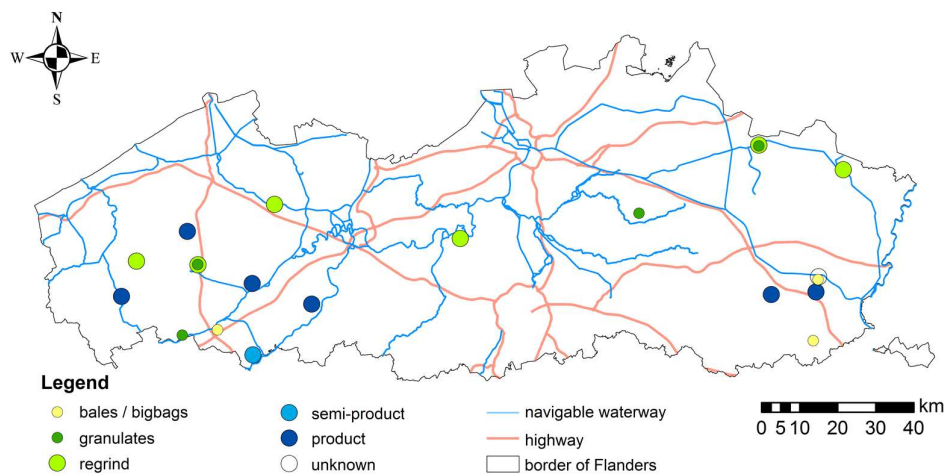 N
W E
S
Legend
bales / bigbags
granulates
regrind
semi-product
product
unknown
navigable waterway
highway
border of Flanders
km
0 5 10 20 30 40